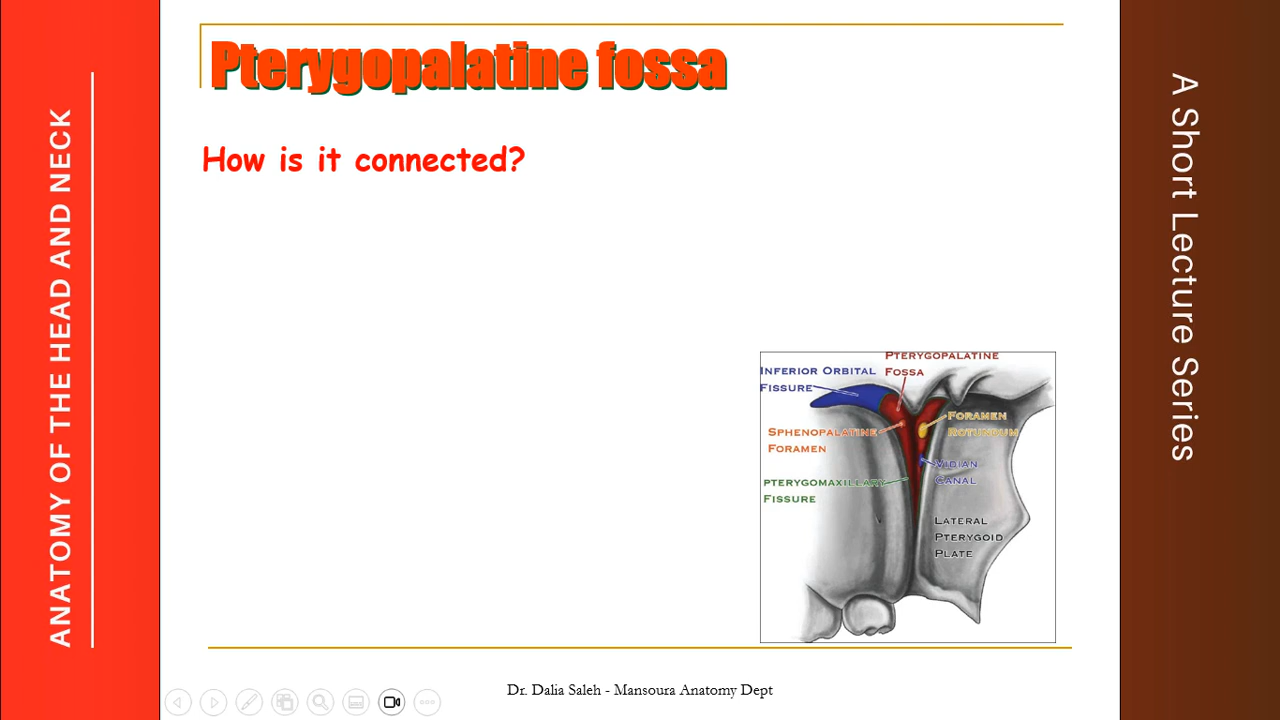 ANATOMY OF THE HEAD AND NECK
Pterygopalatine fossa
How is it connected?
PTERYGOPALATINE
FOSSA
INFERIOR ORBITAL
FISSURE
FORAMEN
ROTUNDUM
SPHENOPALATINE
FORAMEN
VIDIAN
CANAL
PTERYGOMAXILLARY
FISSURE
LATERAL
PTERYGOID
PLATE
Dr. Dalia Saleh - Mansoura Anatomy Dept
A Short Lecture Series